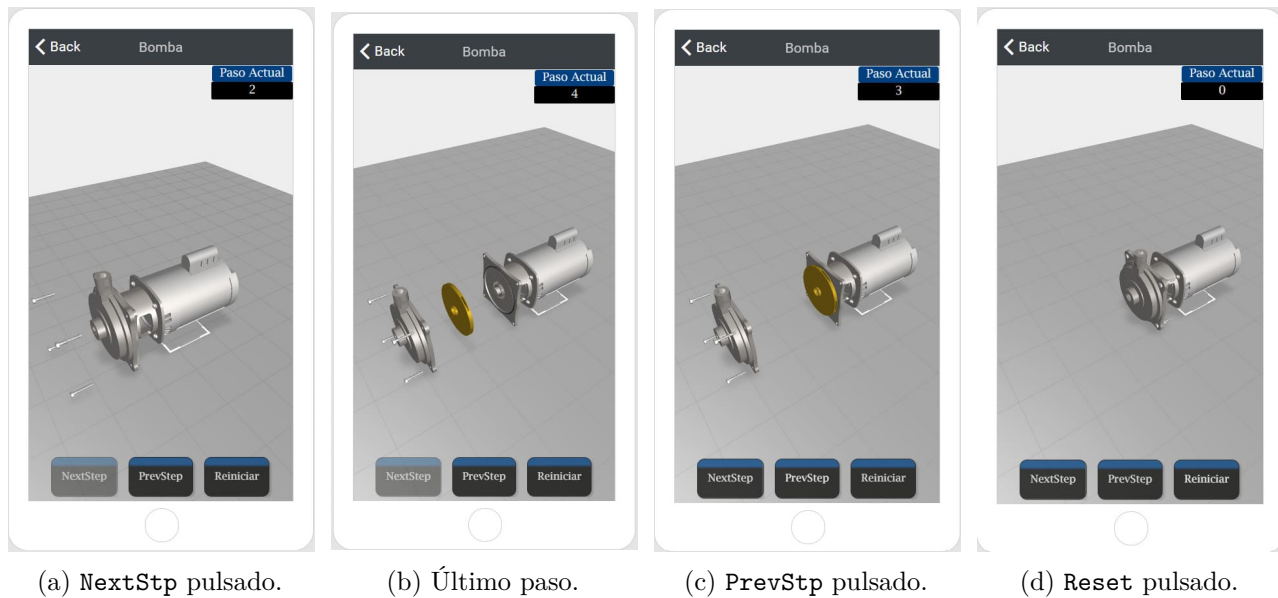 Back Bomba
Paso Actual
2
NextStep PrevStep Reiniciar
(a) NextStp pulsado.
Back Bomba
Paso Actual
4
NextStep PrevStep Reiniciar
(b) Último paso.
Back Bomba
Paso Actual
3
NextStep PrevStep Reiniciar
(c) PrevStp pulsado.
Back Bomba
Paso Actual
0
NextStep PrevStep Reiniciar
(d) Reset pulsado.